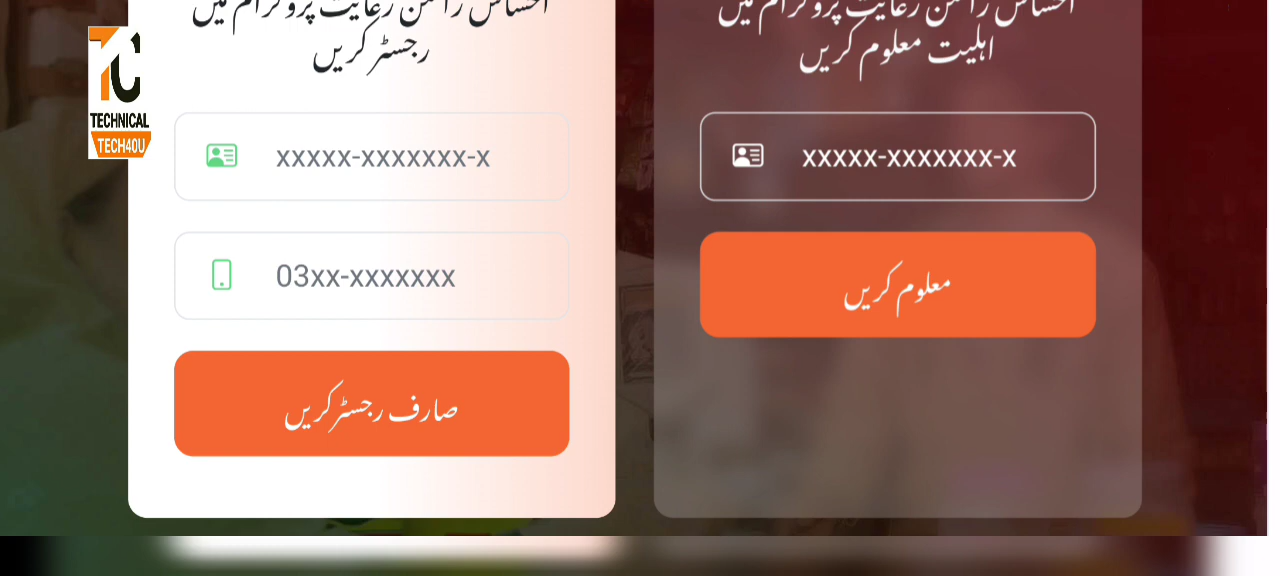 احساس راشن رعایت پروگرام میں
رجسٹر کریں
xxxxx-xxxxxxx-x
03xx-xxxxxxx
صارف رجسٹر کریں
احساس راشن رعایت پروگرام میں
اہلیت معلوم کریں
xxxxx-xxxxxxx-x
معلوم کریں
TC
TECHNICAL
TECH4OU